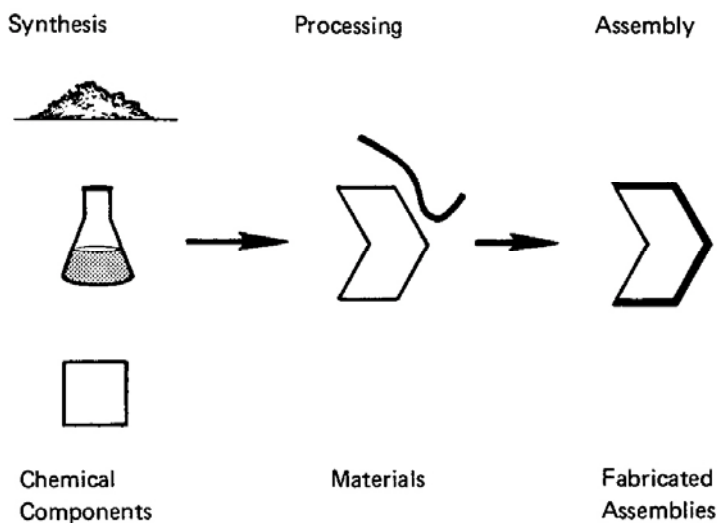 Synthesis
Processing
Assembly
Chemical
Components
Materials
Fabricated
Assemblies